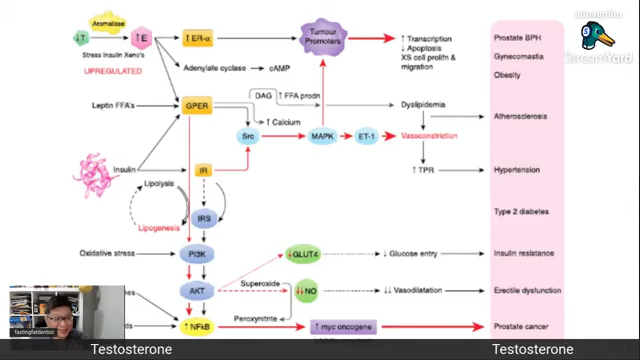 Aromatase
↓T
↑E
Stress Insulin Xeno's
UPREGULATED
↑ ER-α
Tumour
Promoters
↑ Transcription
↓ Apoptosis
XS cell prolifn &
migration
Adenylate cyclase
cAMP
Leptin FFA's
GPER
DAG
↑ FFA prodn
↑ Calcium
Dyslipidemia
Src
MAPK
ET-1
Vasoconstriction
↑ TPR
Insulin
IR
Lipolysis
Lipogenesis
IRS
Oxidative stress
PI3K
↓GLUT4
↓ Glucose entry
AKT
Superoxide
↓↓NO
↓↓ Vasodilatation
Peroxynitrite
↑ NFkB
↑ myc oncogene
Prostate BPH
Gynecomastia
Obesity
Atherosclerosis
Hypertension
Type 2 diabetes
Insulin resistance
Erectile dysfunction
Prostate cancer
StreamYard
fastingfatdentist
Testosterone
Testosterone